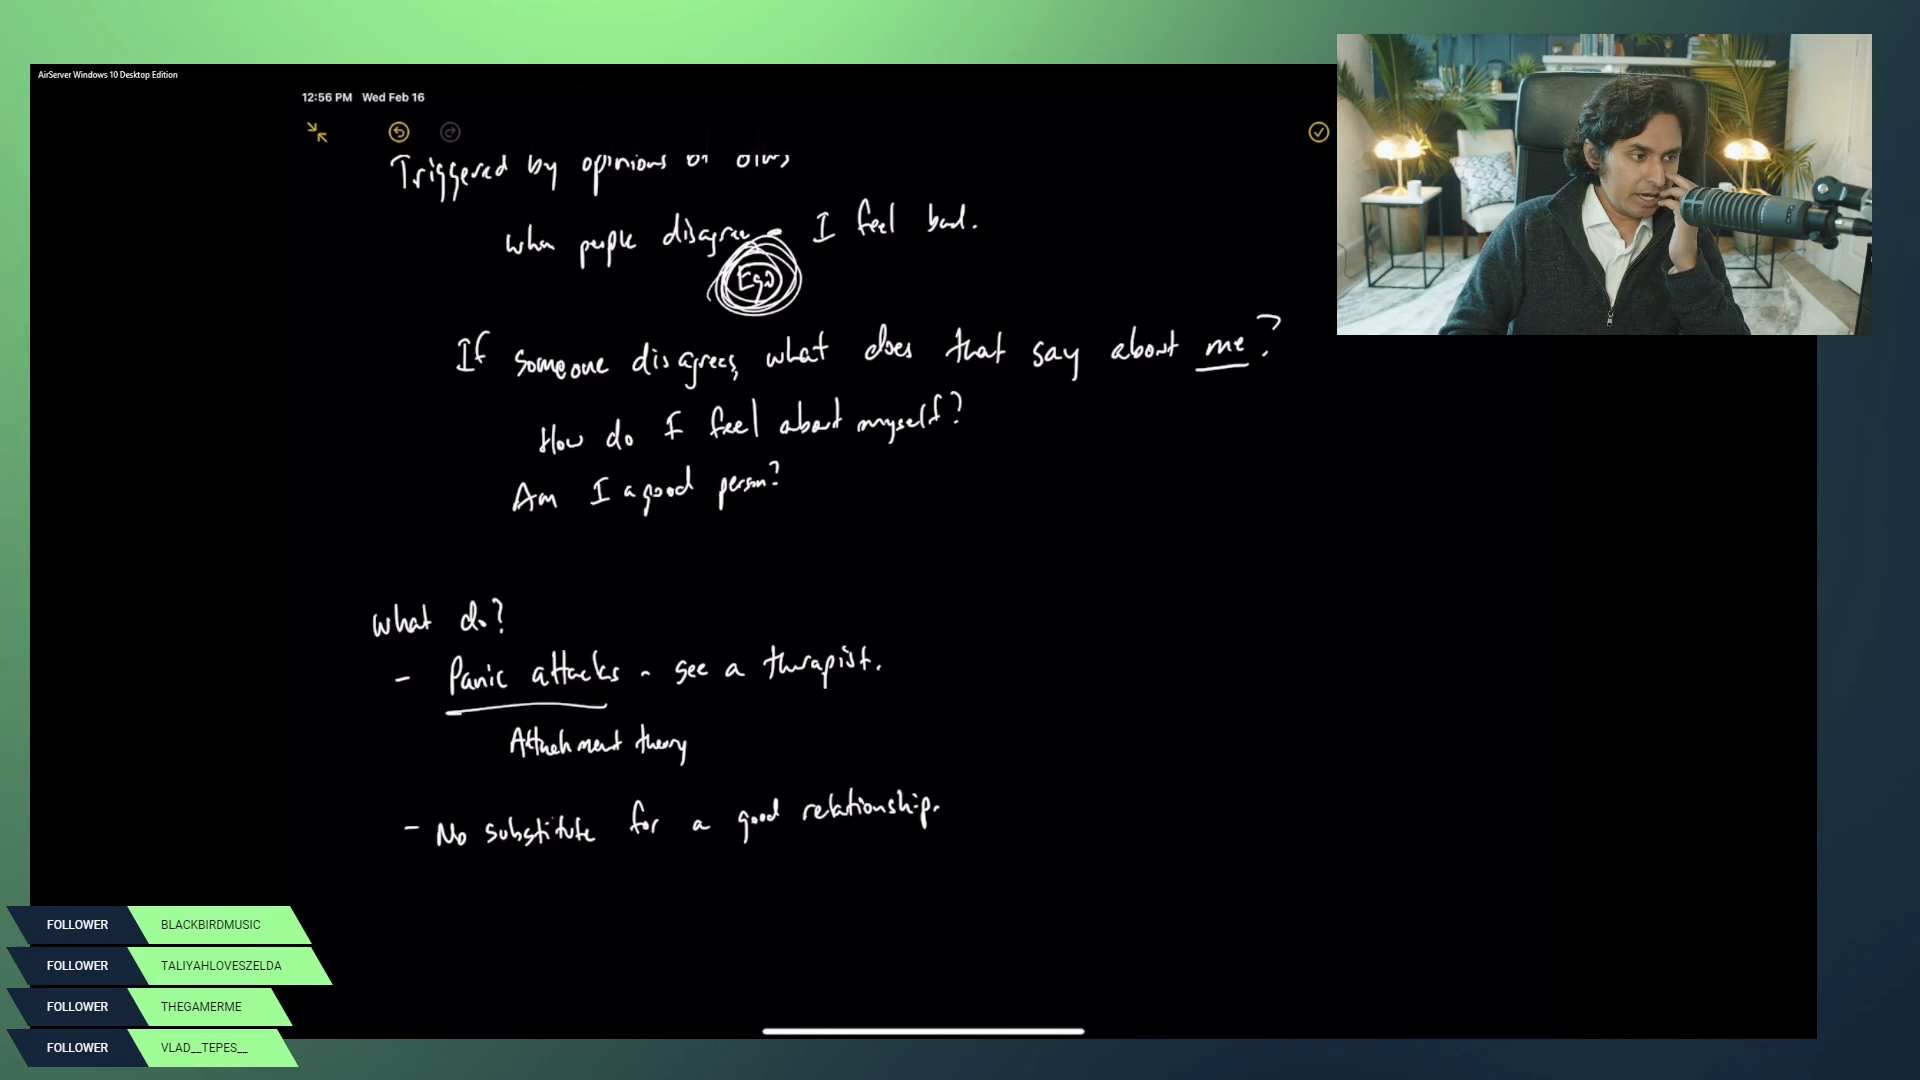 AirServer Windows 10 Desktop Edition
12:56 PM Wed Feb 16
Triggered by opinions of
when people disagree - I feel bad.
Ego
If someone disagrees, what does that say about me?
How do I feel about myself?
Am I a good person?
What do?
- Panic attacks - see a therapist.
Attachment theory
- No substitute for a good relationship.
FOLLOWER BLACKBIRDMUSIC
FOLLOWER TALIYAHLOVESZELDA
FOLLOWER THEGAMERME
FOLLOWER VLAD__TEPES__